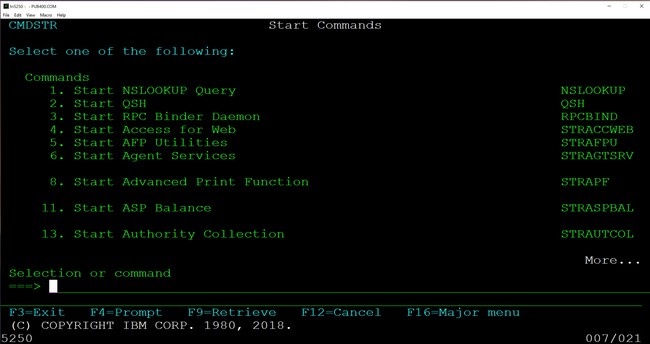 tn5250 - - PUB400.COM
File Edit View Macro Help
CMDSTR Start Commands
Select one of the following:
Commands
1. Start NSLOOKUP Query NSLOOKUP
2. Start QSH QSH
3. Start RPC Binder Daemon RPCBIND
4. Start Access for Web STRACCWEB
5. Start AFP Utilities STRAFPU
6. Start Agent Services STRAGTSRV
8. Start Advanced Print Function STRAPF
11. Start ASP Balance STRASPBAL
13. Start Authority Collection STRAUTCOL
More...
Selection or command
===>
F3=Exit F4=Prompt F9=Retrieve F12=Cancel F16=Major menu
(C) COPYRIGHT IBM CORP. 1980, 2018.
5250 007/021